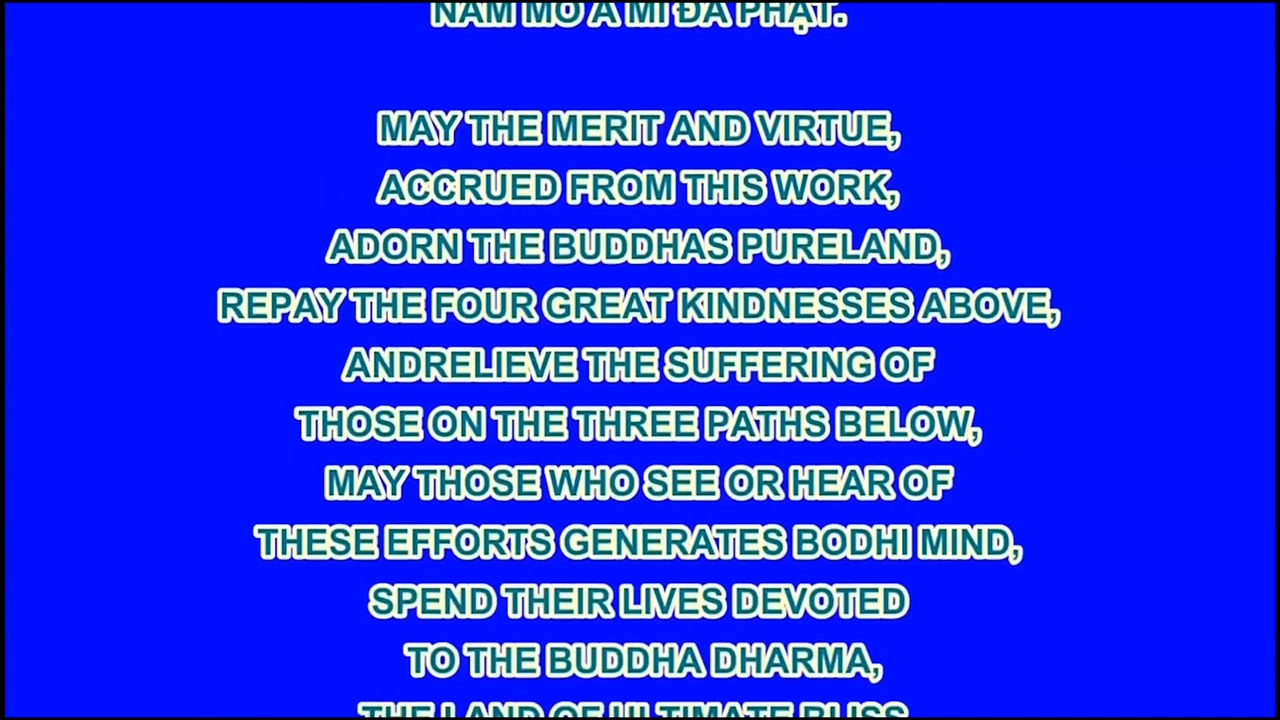 NAM MÔ A MI ĐÀ PHẬT.
MAY THE MERIT AND VIRTUE,
ACCRUED FROM THIS WORK,
ADORN THE BUDDHAS PURELAND,
REPAY THE FOUR GREAT KINDNESSES ABOVE,
ANDRELIEVE THE SUFFERING OF
THOSE ON THE THREE PATHS BELOW,
MAY THOSE WHO SEE OR HEAR OF
THESE EFFORTS GENERATES BODHI MIND,
SPEND THEIR LIVES DEVOTED
TO THE BUDDHA DHARMA,
THE LAND OF ULTIMATE BLISS